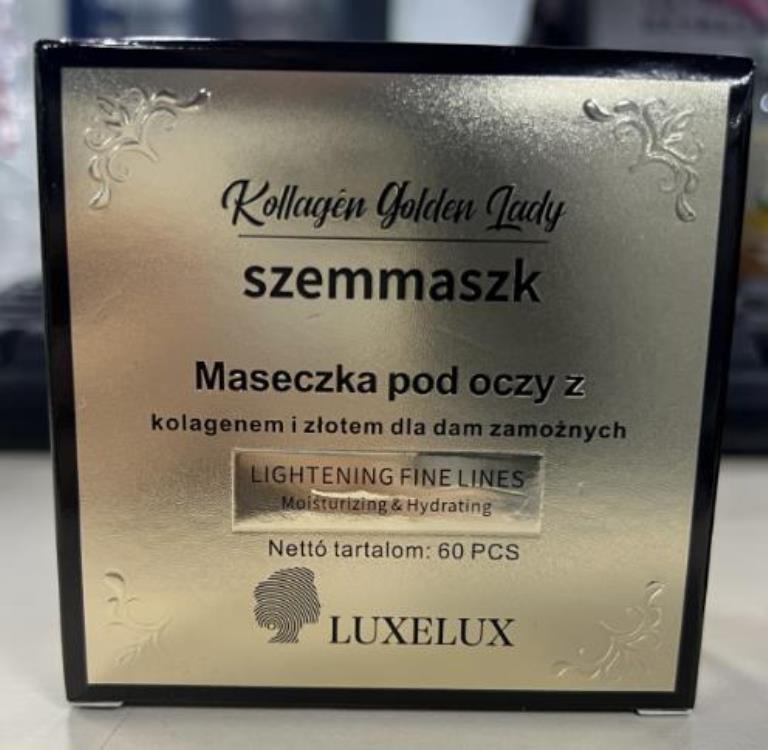 Kollagén Golden Lady
szemmaszk
Maseczka pod oczy z
kolagenem i złotem dla dam zamożnych
LIGHTENING FINE LINES
Moisturizing & Hydrating
Nettó tartalom: 60 PCS
LUXELUX